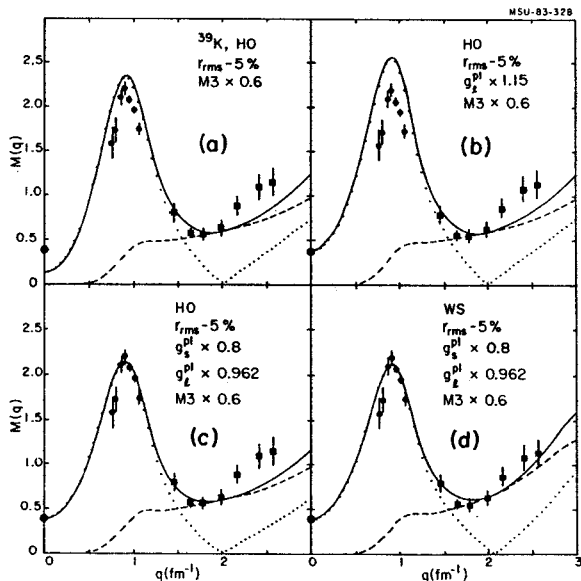 MSU-83-328
³⁹K, HO
r_rms - 5%
M3 × 0.6
(a)
HO
r_rms - 5%
g_ℓ^pl × 1.15
M3 × 0.6
(b)
M(q)
2.5
2.0
1.5
1.0
0.5
0
HO
r_rms - 5%
g_s^pl × 0.8
g_ℓ^pl × 0.962
M3 × 0.6
(c)
WS
r_rms - 5%
g_s^pl × 0.8
g_ℓ^pl × 0.962
M3 × 0.6
(d)
M(q)
2.5
2.0
1.5
1.0
0.5
0
0 1 2 0 1 2 3
q(fm⁻¹) q(fm⁻¹)